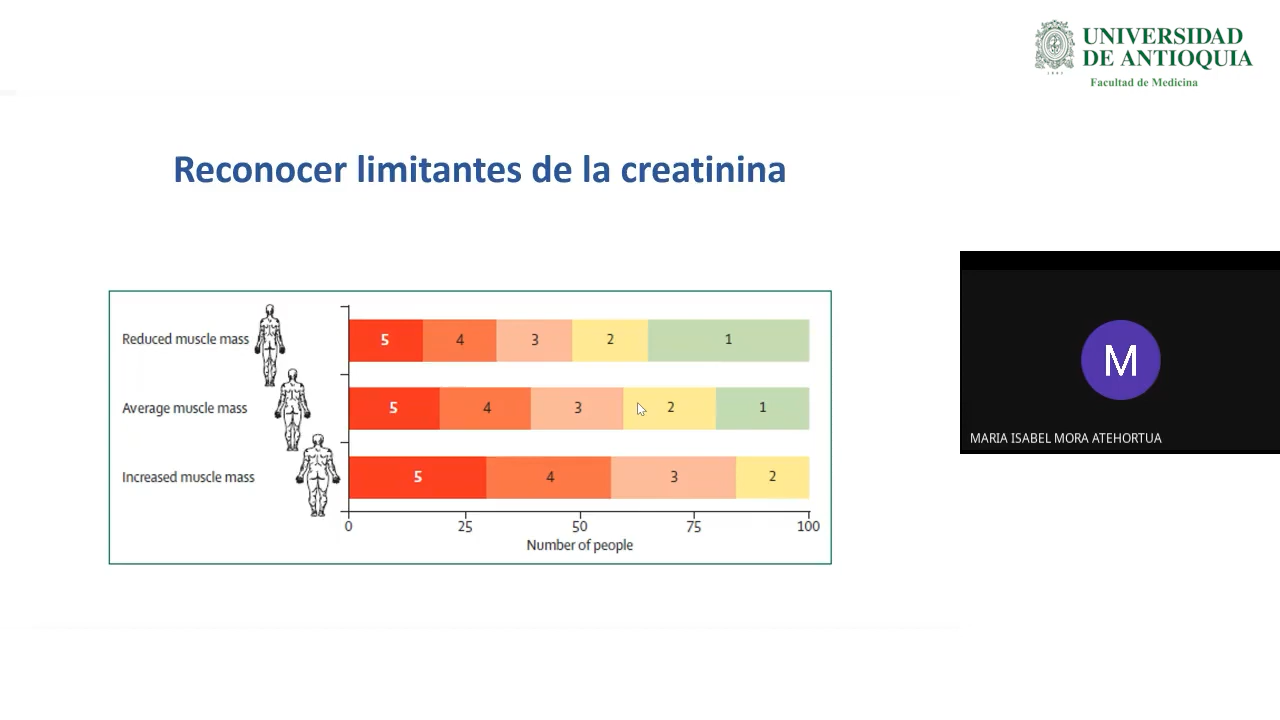 UNIVERSIDAD
DE ANTIOQUIA
1803
Facultad de Medicina
Reconocer limitantes de la creatinina
Reduced muscle mass
5 4 3 2 1
Average muscle mass
5 4 3 2 1
Increased muscle mass
5 4 3 2
0 25 50 75 100
Number of people
M
MARIA ISABEL MORA ATEHORTUA